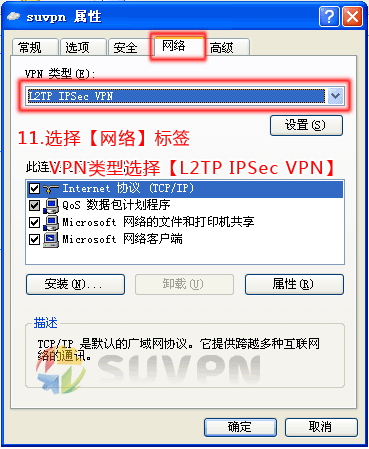 suvpn 属性
常规 选项 安全 网络 高级
VPN 类型(E):
L2TP IPSec VPN
设置(S)
11.选择【网络】标签
此连
VPN类型选择【L2TP IPSec VPN】
Internet 协议 (TCP/IP)
QoS 数据包计划程序
Microsoft 网络的文件和打印机共享
Microsoft 网络客户端
安装(N)... 卸载(U) 属性(R)
描述
TCP/IP 是默认的广域网协议。它提供跨越多种互联网
络的通讯。
SUVPN
确定 取消